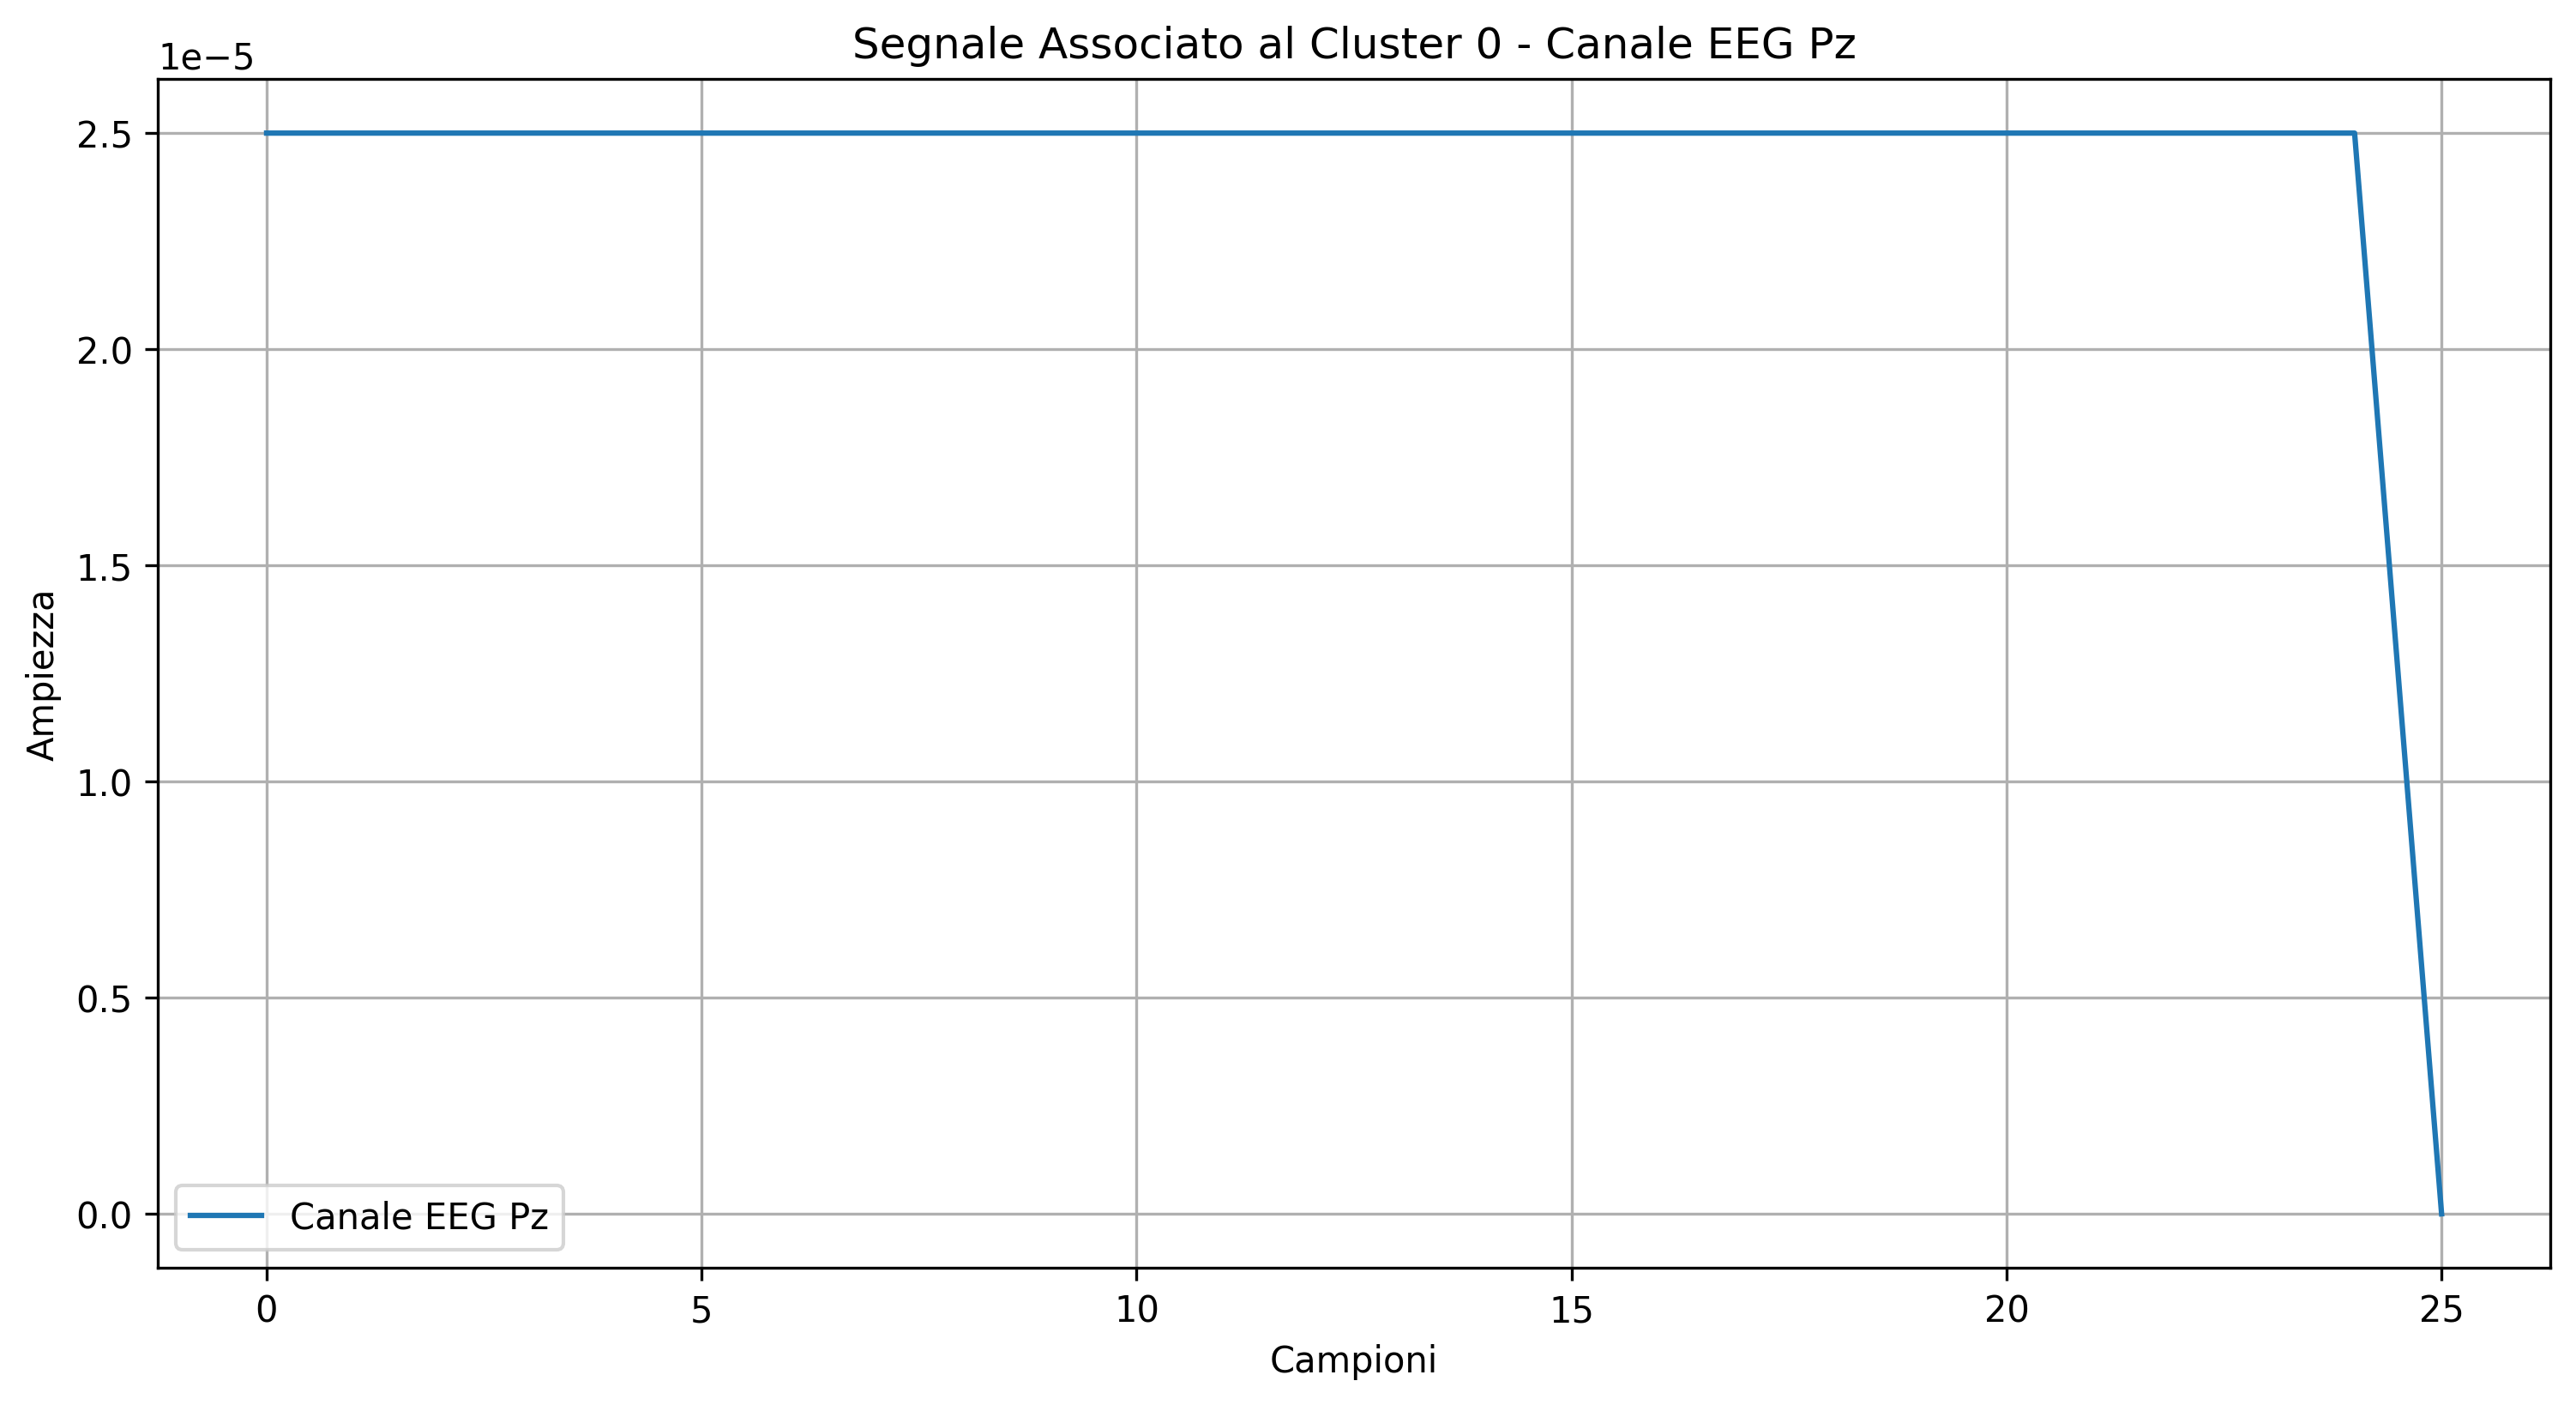 Segnale Associato al Cluster 0 - Canale EEG Pz
1e−5
2.5
2.0
1.5
1.0
0.5
0.0
Ampiezza
Canale EEG Pz
0 5 10 15 20 25
Campioni